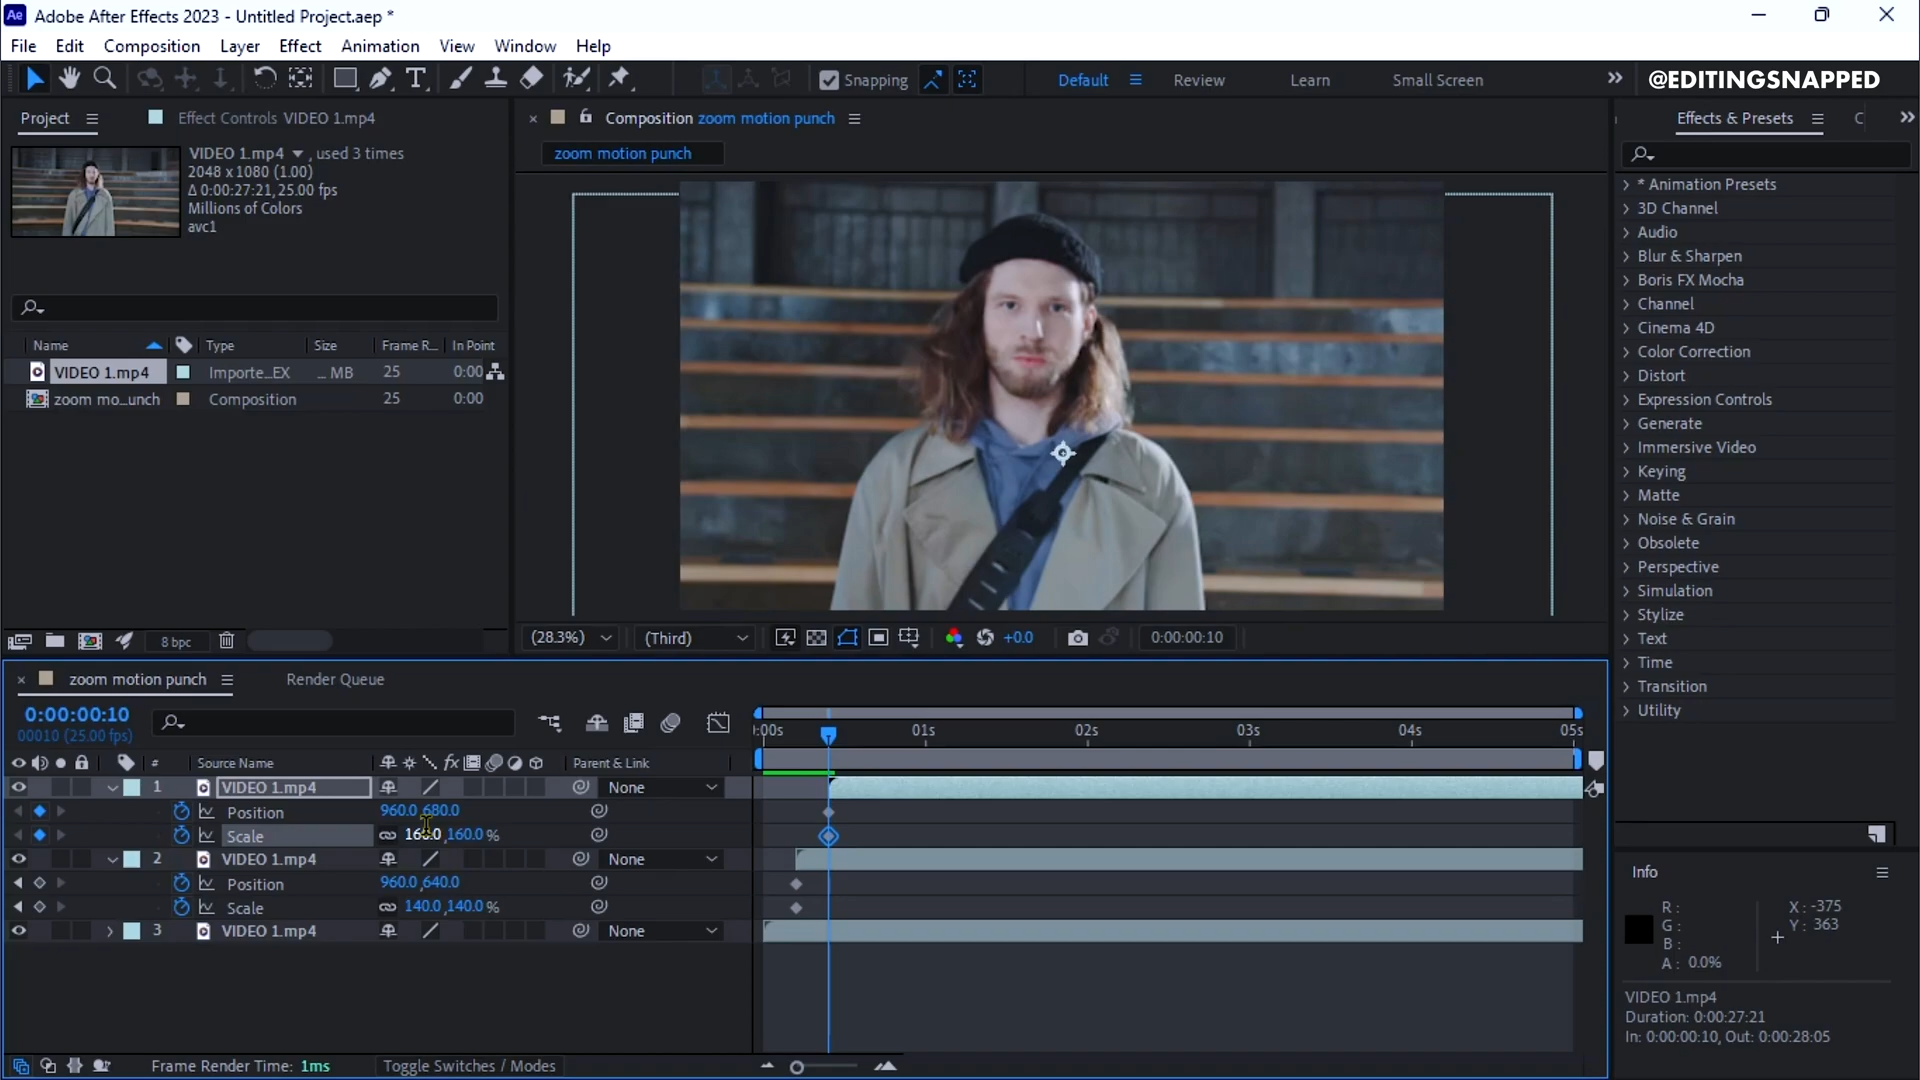 Adobe After Effects 2023 - Untitled Project.aep *
File Edit Composition Layer Effect Animation View Window Help
Snapping Default Review Learn Small Screen @EDITINGSNAPPED
Project Effect Controls VIDEO 1.mp4
Composition zoom motion punch
Effects & Presets
zoom motion punch
VIDEO 1.mp4 , used 3 times
2048 x 1080 (1.00)
Δ 0:00:27:21, 25.00 fps
Millions of Colors
avc1
Name Type Size Frame R... In Point
VIDEO 1.mp4 Importe...EX ... MB 25 0:00
zoom mo...unch Composition 25 0:00
8 bpc
(28.3%) (Third) +0.0 0:00:00:10
* Animation Presets
3D Channel
Audio
Blur & Sharpen
Boris FX Mocha
Channel
Cinema 4D
Color Correction
Distort
Expression Controls
Generate
Immersive Video
Keying
Matte
Noise & Grain
Obsolete
Perspective
Simulation
Stylize
Text
Time
Transition
Utility
zoom motion punch Render Queue
0:00:00:10
00010 (25.00 fps)
:00s 01s 02s 03s 04s 05s
# Source Name Parent & Link
1 VIDEO 1.mp4 None
Position 960.0,680.0
Scale 160.0,160.0%
2 VIDEO 1.mp4 None
Position 960.0,640.0
Scale 140.0,140.0%
3 VIDEO 1.mp4 None
Frame Render Time: 1ms Toggle Switches / Modes
Info
R :
G :
B :
A : 0.0%
X : -375
Y : 363
VIDEO 1.mp4
Duration: 0:00:27:21
In: 0:00:00:10, Out: 0:00:28:05